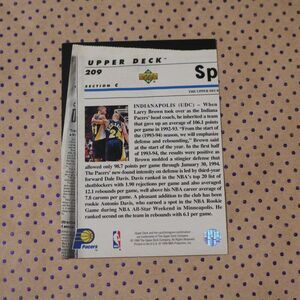 UPPER DECK™
209
SECTION C
Sp
THE UPPER DECK
INDIANAPOLIS (UDC) — When
Larry Brown took over as the Indiana
Pacers' head coach, he inherited a team
that gave up an average of 106.1 points
per game in 1992-93. "From the start of
the (1993-94) season, we will emphasize
defense and rebounding," Brown said
at the start of the year. In the first half
of 1993-94, the results were positive as
Brown molded a stingier defense that
allowed only 98.7 points per game through January 30, 1994.
The Pacers' new found intensity on defense is led by third-year
forward Dale Davis. Davis ranked in the NBA's top 20 list of
shotblockers with 1.90 rejections per game and also averaged
12.1 rebounds per game, well above his NBA career average of
7.8 caroms per game. A pleasant addition to the club has been
rookie Antonio Davis, who earned a spot in the NBA Rookie
Game during NBA All-Star Weekend in Minneapolis. He
ranked second on the team in rebounds with 6.1 per game.
Pacers